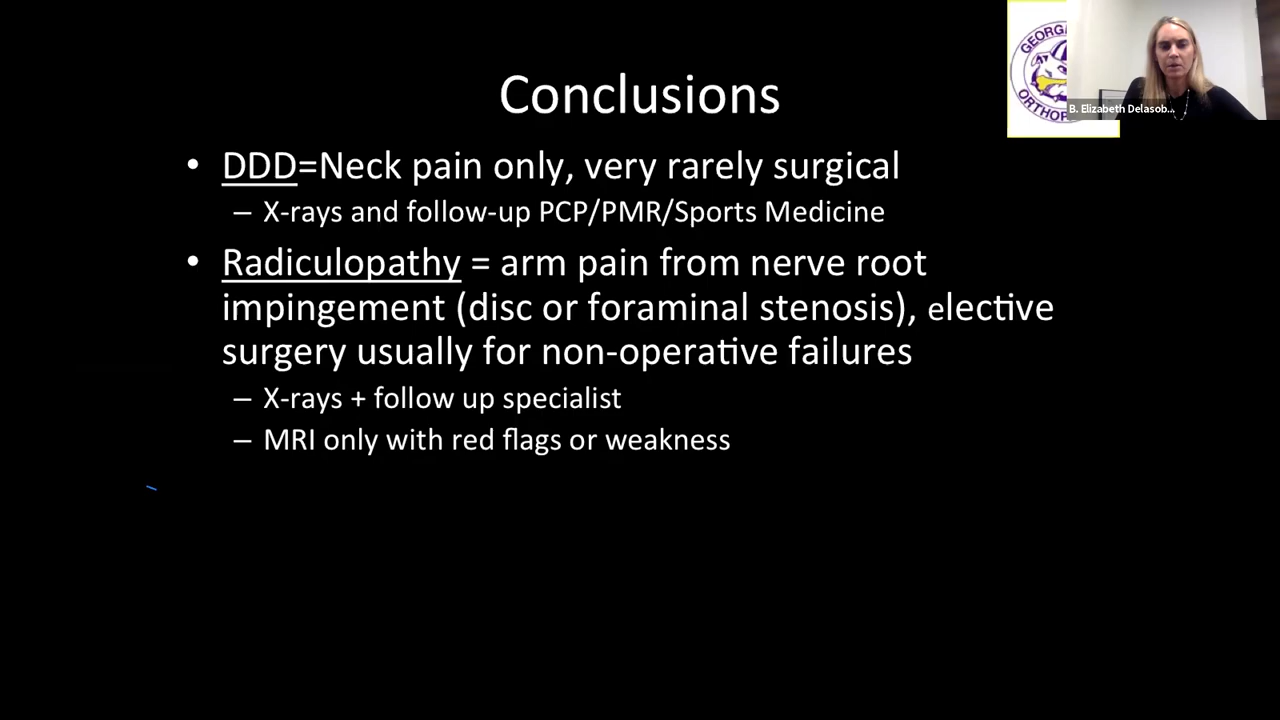 Conclusions
• DDD=Neck pain only, very rarely surgical
– X-rays and follow-up PCP/PMR/Sports Medicine
• Radiculopathy = arm pain from nerve root
impingement (disc or foraminal stenosis), elective
surgery usually for non-operative failures
– X-rays + follow up specialist
– MRI only with red flags or weakness
GEORG
ORTHOP
B. Elizabeth Delasob...